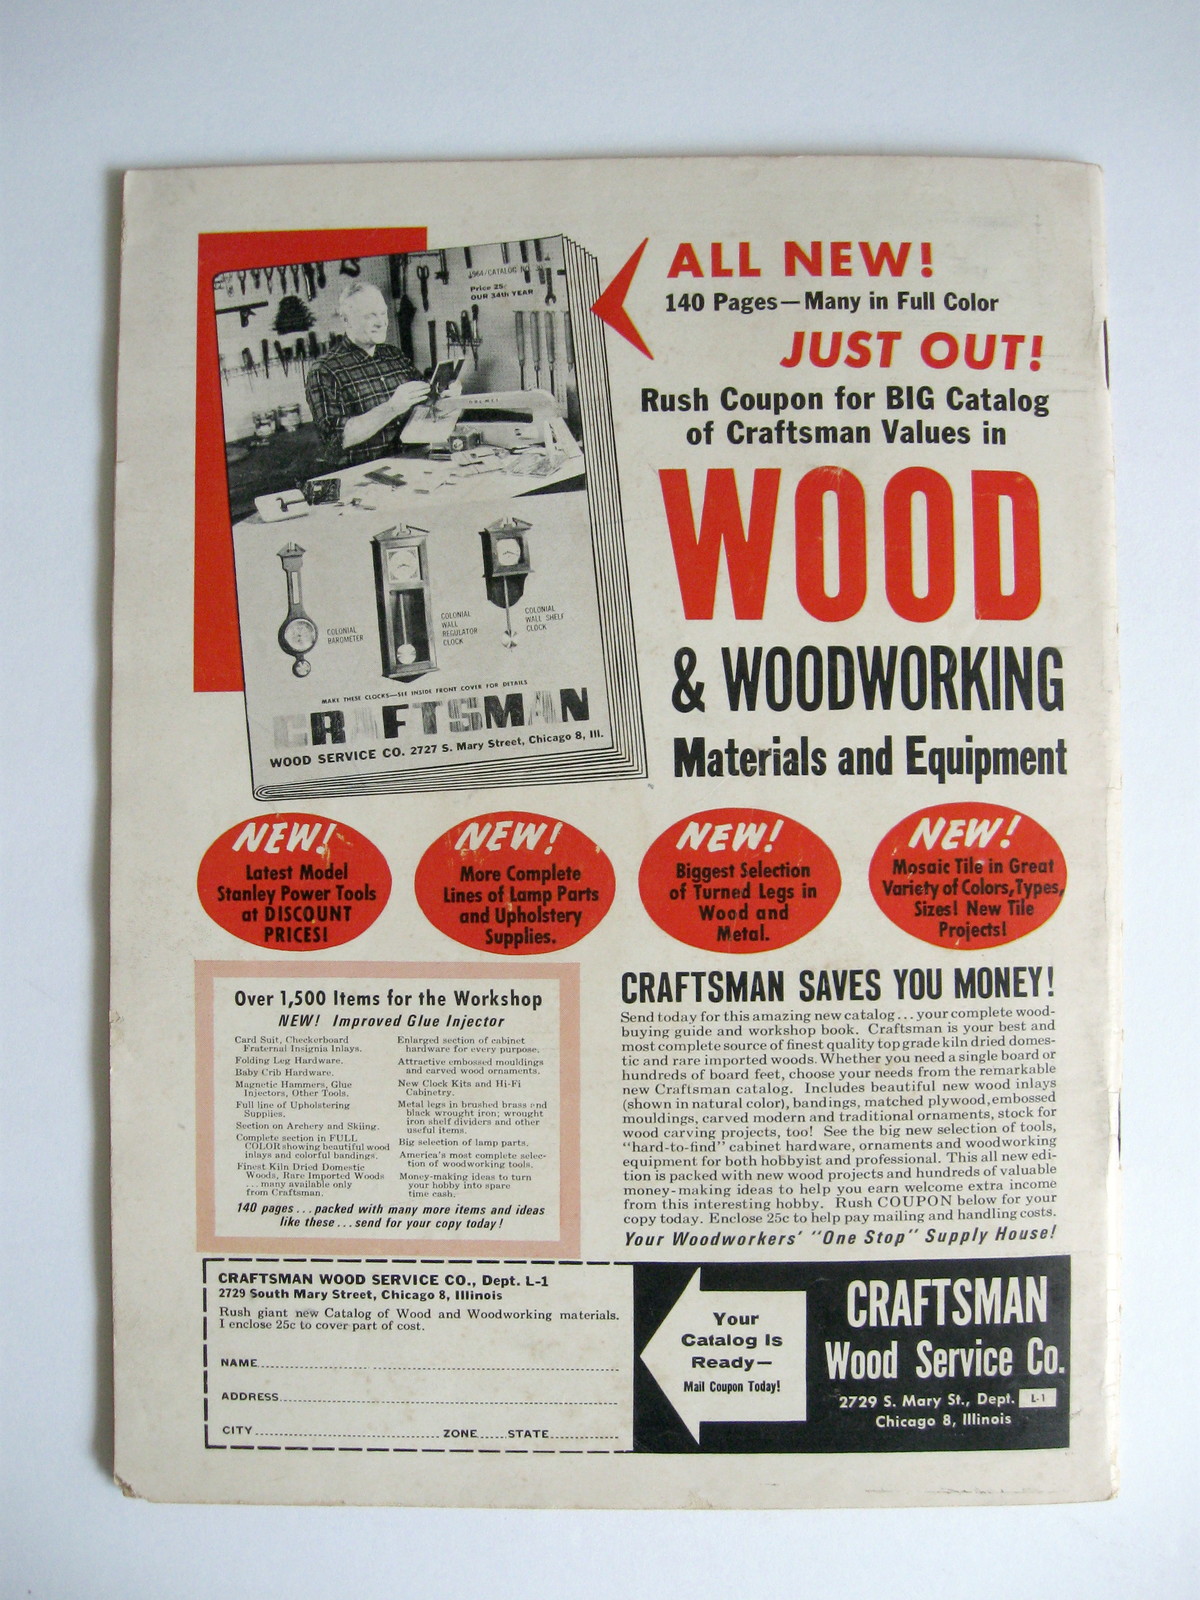 1964/CATALOG NO.
Price 25¢
OUR 34th YEAR
COLONIAL
BAROMETER
COLONIAL
WALL
REGULATOR
CLOCK
COLONIAL
WALL SHELF
CLOCK
MAKE THESE CLOCKS—SEE INSIDE FRONT COVER FOR DETAILS
CRAFTSMAN
WOOD SERVICE CO. 2727 S. Mary Street, Chicago 8, Ill.
ALL NEW!
140 Pages—Many in Full Color
JUST OUT!
Rush Coupon for BIG Catalog
of Craftsman Values in
WOOD
& WOODWORKING
Materials and Equipment
NEW!
Latest Model
Stanley Power Tools
at DISCOUNT
PRICES!
NEW!
More Complete
Lines of Lamp Parts
and Upholstery
Supplies.
NEW!
Biggest Selection
of Turned Legs in
Wood and
Metal.
NEW!
Mosaic Tile in Great
Variety of Colors, Types,
Sizes! New Tile
Projects!
Over 1,500 Items for the Workshop
NEW! Improved Glue Injector
Card Suit, Checkerboard
Fraternal Insignia Inlays.
Folding Leg Hardware.
Baby Crib Hardware.
Magnetic Hammers, Glue
Injectors, Other Tools.
Full line of Upholstering
Supplies.
Section on Archery and Skiing.
Complete section in FULL
COLOR showing beautiful wood
inlays and colorful bandings.
Finest Kiln Dried Domestic
Woods, Rare Imported Woods
... many available only
from Craftsman.
Enlarged section of cabinet
hardware for every purpose.
Attractive embossed mouldings
and carved wood ornaments.
New Clock Kits and Hi-Fi
Cabinetry.
Metal legs in brushed brass and
black wrought iron; wrought
iron shelf dividers and other
useful items.
Big selection of lamp parts.
America's most complete selec-
tion of woodworking tools.
Money-making ideas to turn
your hobby into spare
time cash.
140 pages...packed with many more items and ideas
like these...send for your copy today!
CRAFTSMAN SAVES YOU MONEY!
Send today for this amazing new catalog...your complete wood-
buying guide and workshop book. Craftsman is your best and
most complete source of finest quality top grade kiln dried domes-
tic and rare imported woods. Whether you need a single board or
hundreds of board feet, choose your needs from the remarkable
new Craftsman catalog. Includes beautiful new wood inlays
(shown in natural color), bandings, matched plywood, embossed
mouldings, carved modern and traditional ornaments, stock for
wood carving projects, too! See the big new selection of tools,
"hard-to-find" cabinet hardware, ornaments and woodworking
equipment for both hobbyist and professional. This all new edi-
tion is packed with new wood projects and hundreds of valuable
money-making ideas to help you earn welcome extra income
from this interesting hobby. Rush COUPON below for your
copy today. Enclose 25c to help pay mailing and handling costs.
Your Woodworkers' "One Stop" Supply House!
CRAFTSMAN WOOD SERVICE CO., Dept. L-1
2729 South Mary Street, Chicago 8, Illinois
Rush giant new Catalog of Wood and Woodworking materials.
I enclose 25c to cover part of cost.
NAME
ADDRESS
CITY ZONE STATE
Your
Catalog Is
Ready—
Mail Coupon Today!
CRAFTSMAN
Wood Service Co.
2729 S. Mary St., Dept. L-1
Chicago 8, Illinois